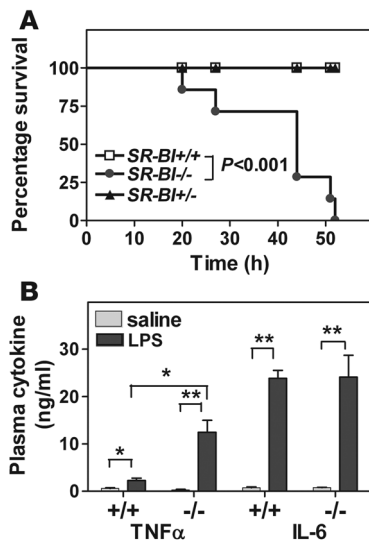 A
Percentage survival
100
75
50
25
0
SR-BI+/+
SR-BI-/-
SR-BI+/-
P<0.001
0 10 20 30 40 50 60
Time (h)
B
Plasma cytokine
(ng/ml)
saline
LPS
30
20
10
0
* ** * ** **
+/+ -/- +/+ -/-
TNFα IL-6